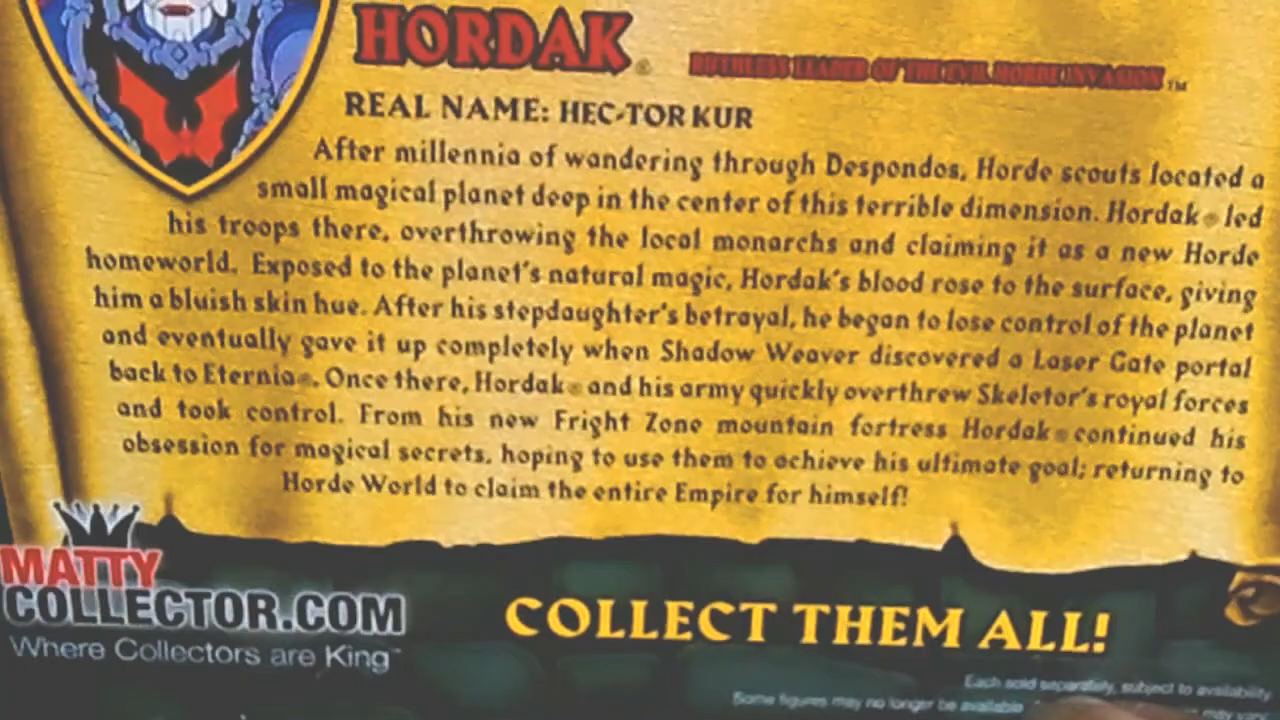 HORDAK®
RUTHLESS LEADER OF THE EVIL HORDE INVASION™
REAL NAME: HEC-TOR KUR
After millennia of wandering through Despondos, Horde scouts located a
small magical planet deep in the center of this terrible dimension. Hordak® led
his troops there, overthrowing the local monarchs and claiming it as a new Horde
homeworld. Exposed to the planet's natural magic, Hordak's blood rose to the surface, giving
him a bluish skin hue. After his stepdaughter's betrayal, he began to lose control of the planet
and eventually gave it up completely when Shadow Weaver discovered a Laser Gate portal
back to Eternia®. Once there, Hordak® and his army quickly overthrew Skeletor's royal forces
and took control. From his new Fright Zone mountain fortress Hordak® continued his
obsession for magical secrets, hoping to use them to achieve his ultimate goal; returning to
Horde World to claim the entire Empire for himself!
MATTY
COLLECTOR.COM
Where Collectors are King™
COLLECT THEM ALL!
Each sold separately, subject to availability.
Some figures may no longer be available may vary